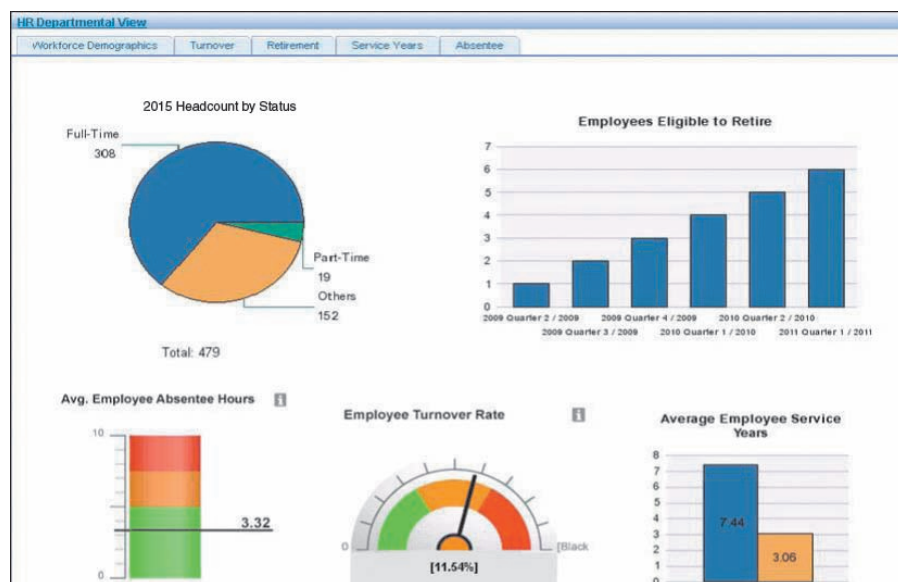 HR Departmental View
Workforce Demographics
Turnover
Retirement
Service Years
Absentee
2015 Headcount by Status
Full-Time
308
Part-Time
19
Others
152
Total: 479
Employees Eligible to Retire
7
6
5
4
3
2
1
0
2009 Quarter 2 / 2009
2009 Quarter 3 / 2009
2009 Quarter 4 / 2009
2010 Quarter 1 / 2010
2010 Quarter 2 / 2010
2011 Quarter 1 / 2011
Avg. Employee Absentee Hours
i
10
3.32
0
Employee Turnover Rate
i
0
[Black
[11.54%]
Average Employee Service
Years
8
7
6
5
4
3
2
1
0
7.44
3.06